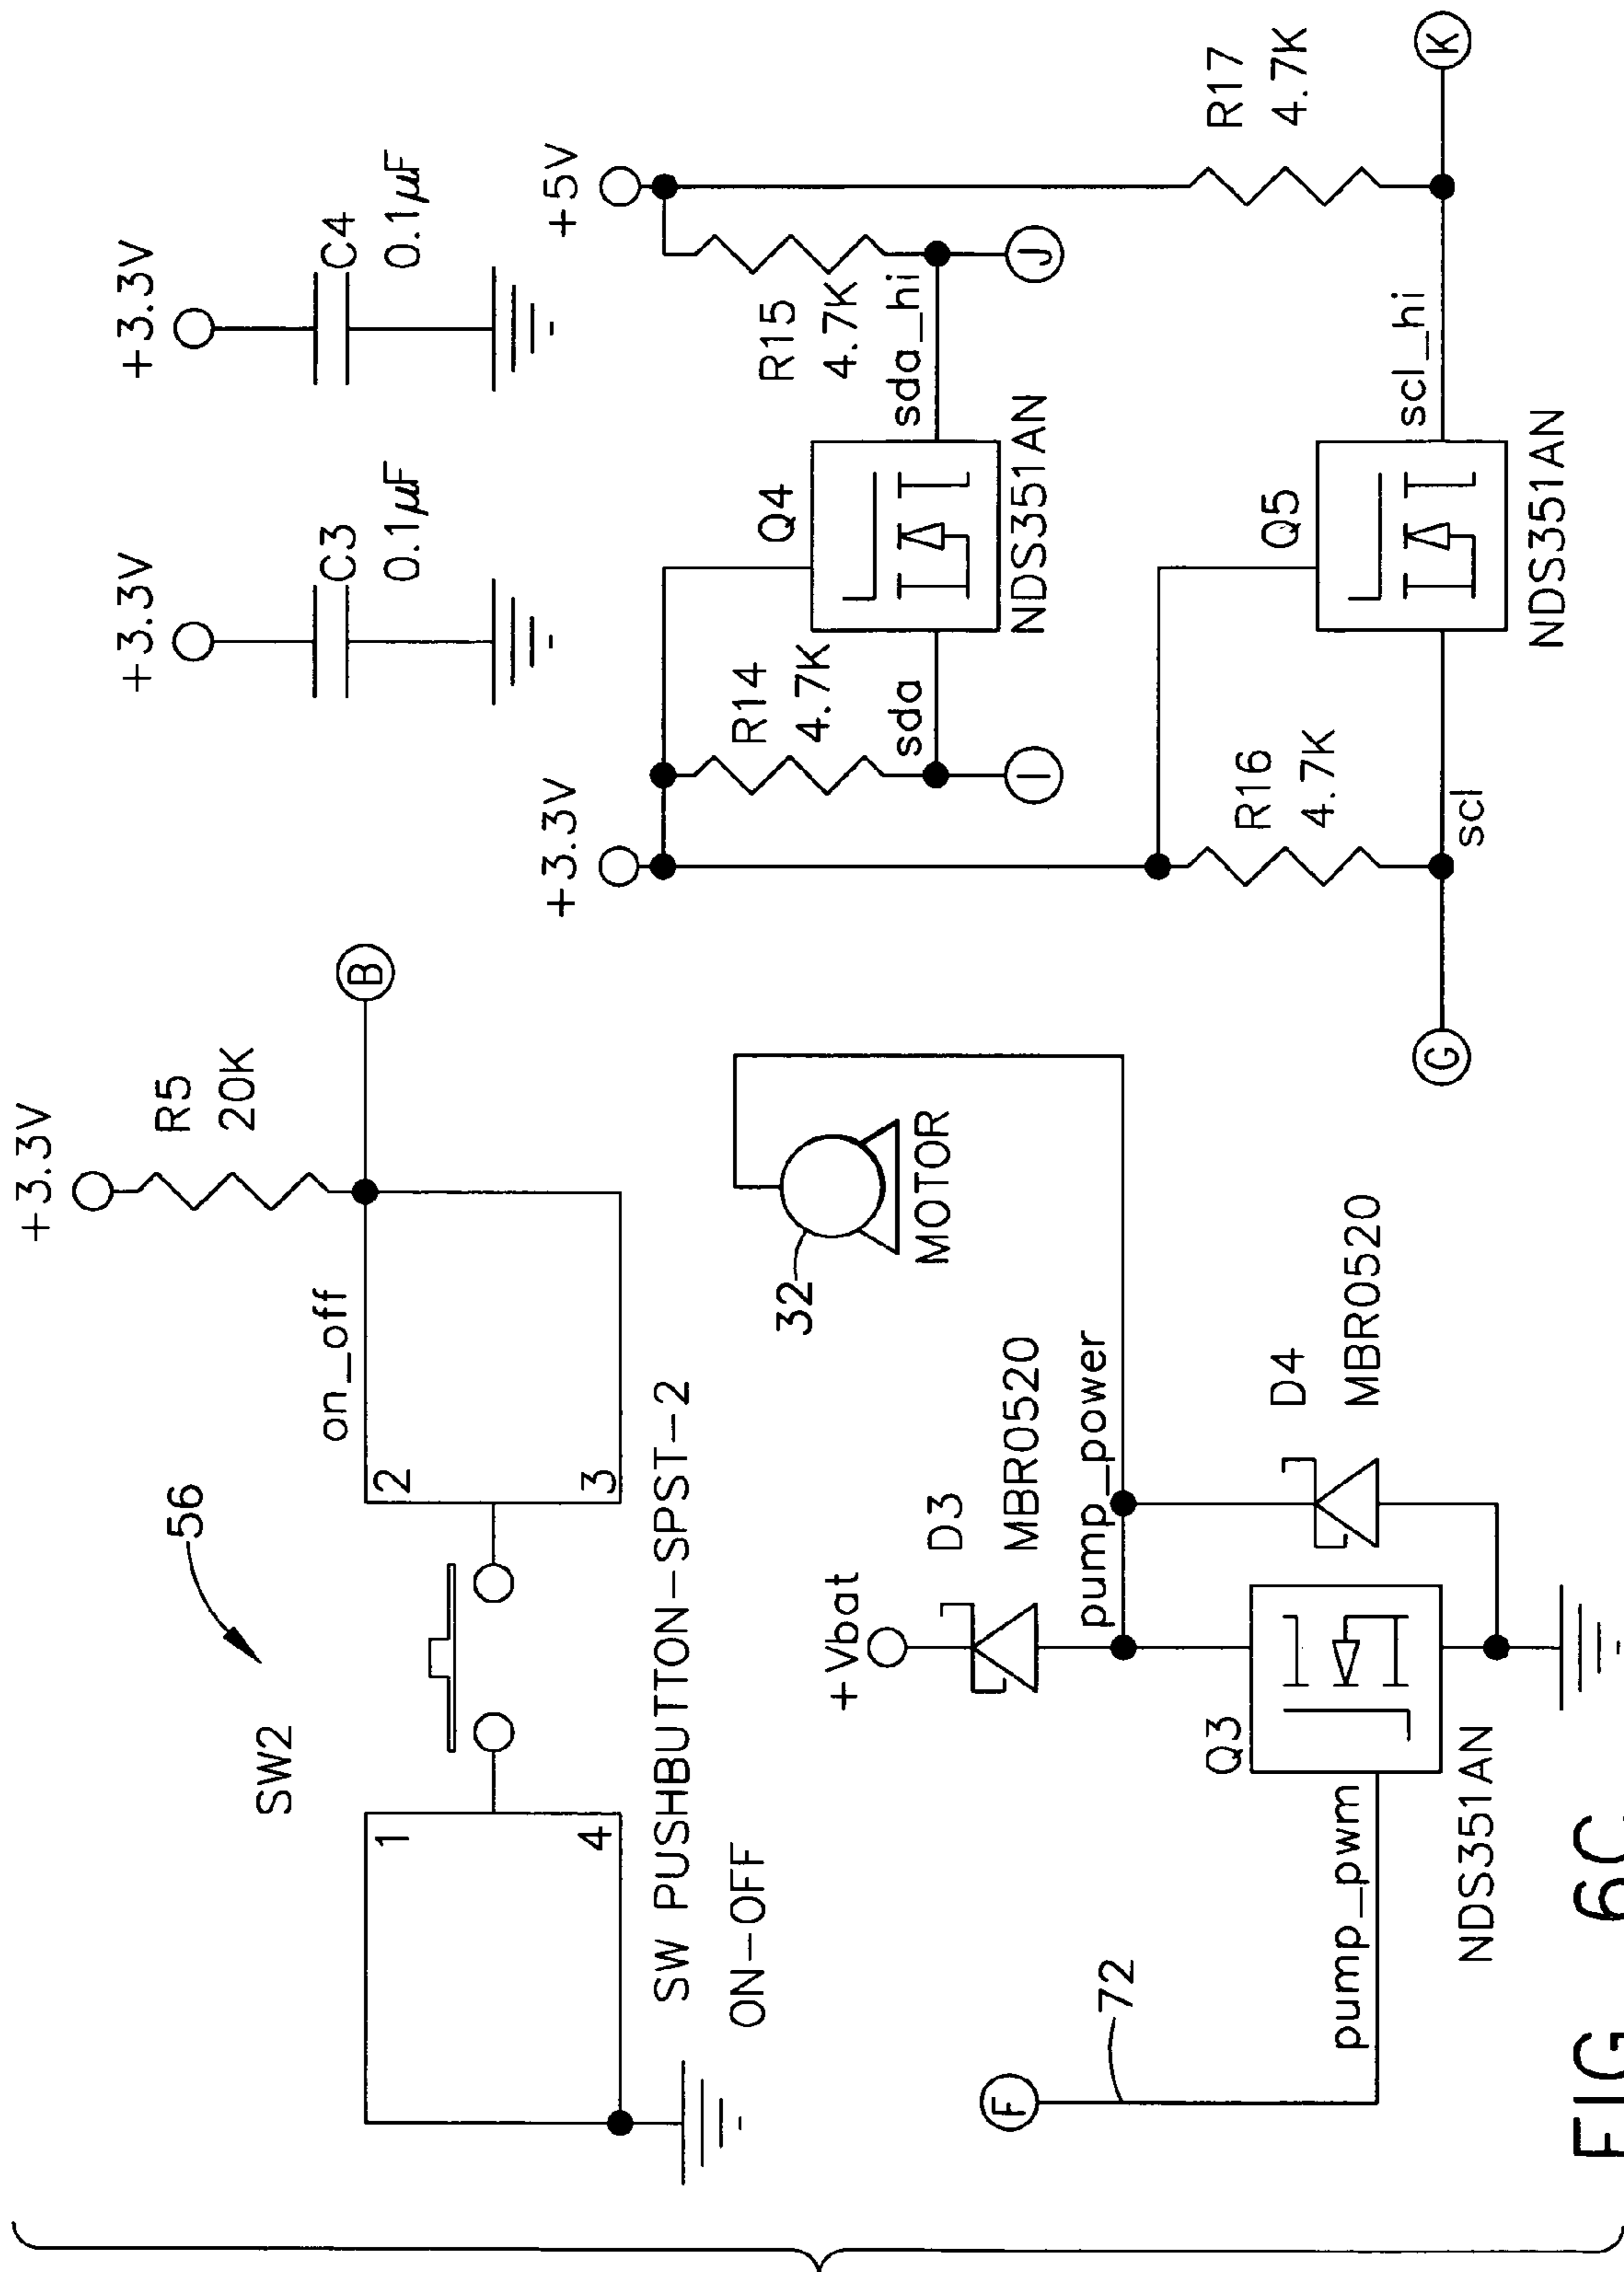 +3.3V
R5
20K
on_off
B
2
3
56
SW2
1
4
SW PUSHBUTTON-SPST-2
ON-OFF
+3.3V
C3
0.1µF
+3.3V
C4
0.1µF
+3.3V
R14
4.7K
sda
I
Q4
NDS351AN
+5V
R15
4.7K
sda_hi
J
R16
4.7K
scl
G
Q5
NDS351AN
scl_hi
R17
4.7K
K
32
MOTOR
+Vbat
D3
MBR0520
pump_power
D4
MBR0520
Q3
NDS351AN
pump_pwm
F
72
FIG. 6C